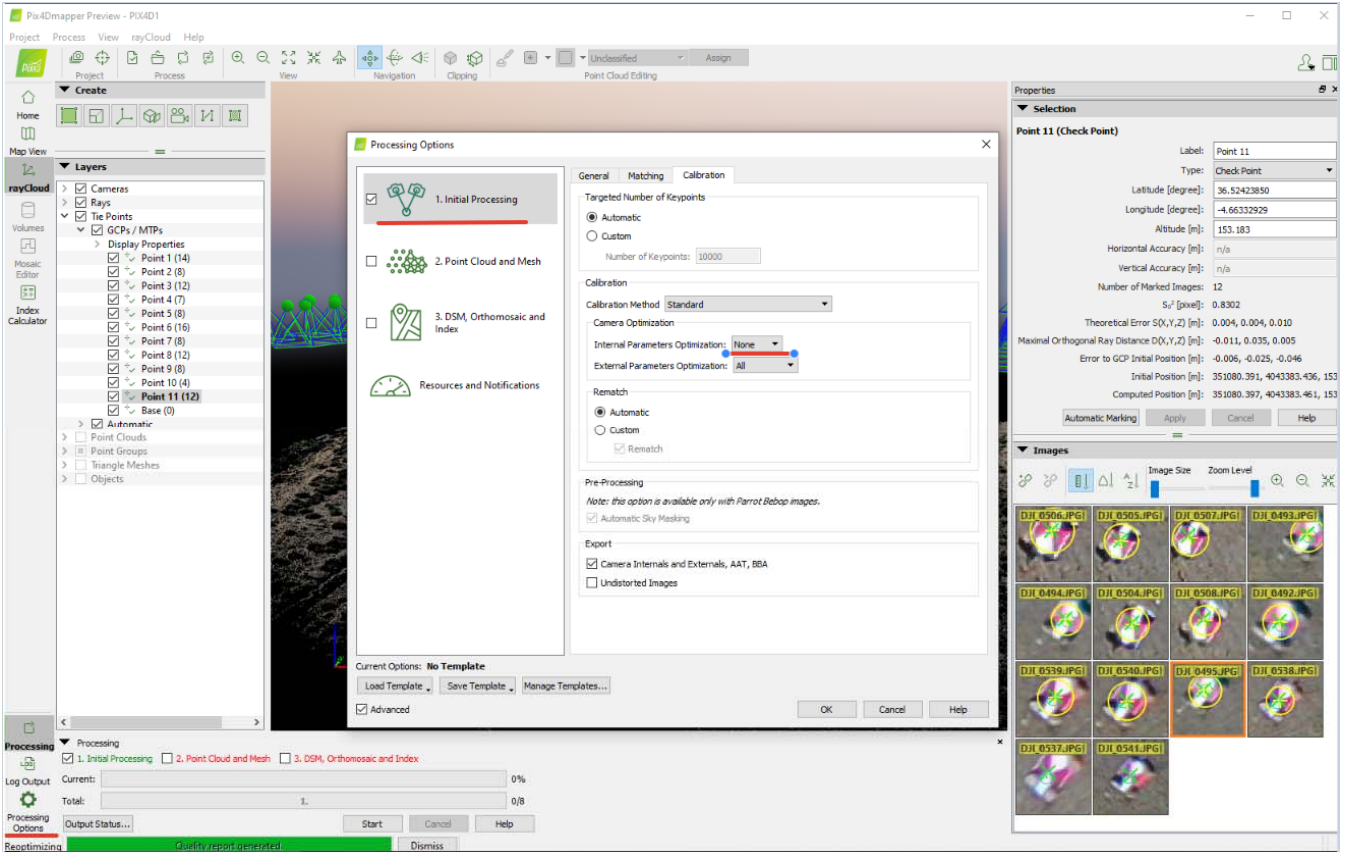 Pix4Dmapper Preview - PIX4D1
Project Process View rayCloud Help
Project Process View Navigation Clipping Point Cloud Editing
Unclassified Assign
Home
Map View
rayCloud
Volumes
Mosaic Editor
Index Calculator
Create
Layers
Cameras
Rays
Tie Points
GCPs / MTPs
Display Properties
Point 1 (14)
Point 2 (8)
Point 3 (12)
Point 4 (7)
Point 5 (8)
Point 6 (16)
Point 7 (8)
Point 8 (12)
Point 9 (8)
Point 10 (4)
Point 11 (12)
Base (0)
Automatic
Point Clouds
Point Groups
Triangle Meshes
Objects
Processing Options
1. Initial Processing
2. Point Cloud and Mesh
3. DSM, Orthomosaic and
Index
Resources and Notifications
General Matching Calibration
Targeted Number of Keypoints
Automatic
Custom
Number of Keypoints: 10000
Calibration
Calibration Method Standard
Camera Optimization
Internal Parameters Optimization: None
External Parameters Optimization: All
Rematch
Automatic
Custom
Rematch
Pre-Processing
Note: this option is available only with Parrot Bebop images.
Automatic Sky Masking
Export
Camera Internals and Externals, AAT, BBA
Undistorted Images
Current Options: No Template
Load Template Save Template Manage Templates...
Advanced
OK Cancel Help
Properties
Selection
Point 11 (Check Point)
Label: Point 11
Type: Check Point
Latitude [degree]: 36.52423850
Longitude [degree]: -4.66332929
Altitude [m]: 153.183
Horizontal Accuracy [m]: n/a
Vertical Accuracy [m]: n/a
Number of Marked Images: 12
S₀² [pixel]: 0.8302
Theoretical Error S(X,Y,Z) [m]: 0.004, 0.004, 0.010
Maximal Orthogonal Ray Distance D(X,Y,Z) [m]: -0.011, 0.035, 0.005
Error to GCP Initial Position [m]: -0.006, -0.025, -0.046
Initial Position [m]: 351080.391, 4043383.436, 153
Computed Position [m]: 351080.397, 4043383.461, 153
Automatic Marking Apply Cancel Help
Images
Image Size Zoom Level
DJI_0506.JPG DJI_0505.JPG DJI_0507.JPG DJI_0493.JPG
DJI_0494.JPG DJI_0504.JPG DJI_0508.JPG DJI_0492.JPG
DJI_0539.JPG DJI_0540.JPG DJI_0495.JPG DJI_0538.JPG
DJI_0537.JPG DJI_0541.JPG
Processing
Log Output
Processing Options
Processing
1. Initial Processing 2. Point Cloud and Mesh 3. DSM, Orthomosaic and Index
Current: 0%
Total: 1. 0/8
Output Status... Start Cancel Help
Reoptimizing Quality report generated. Dismiss